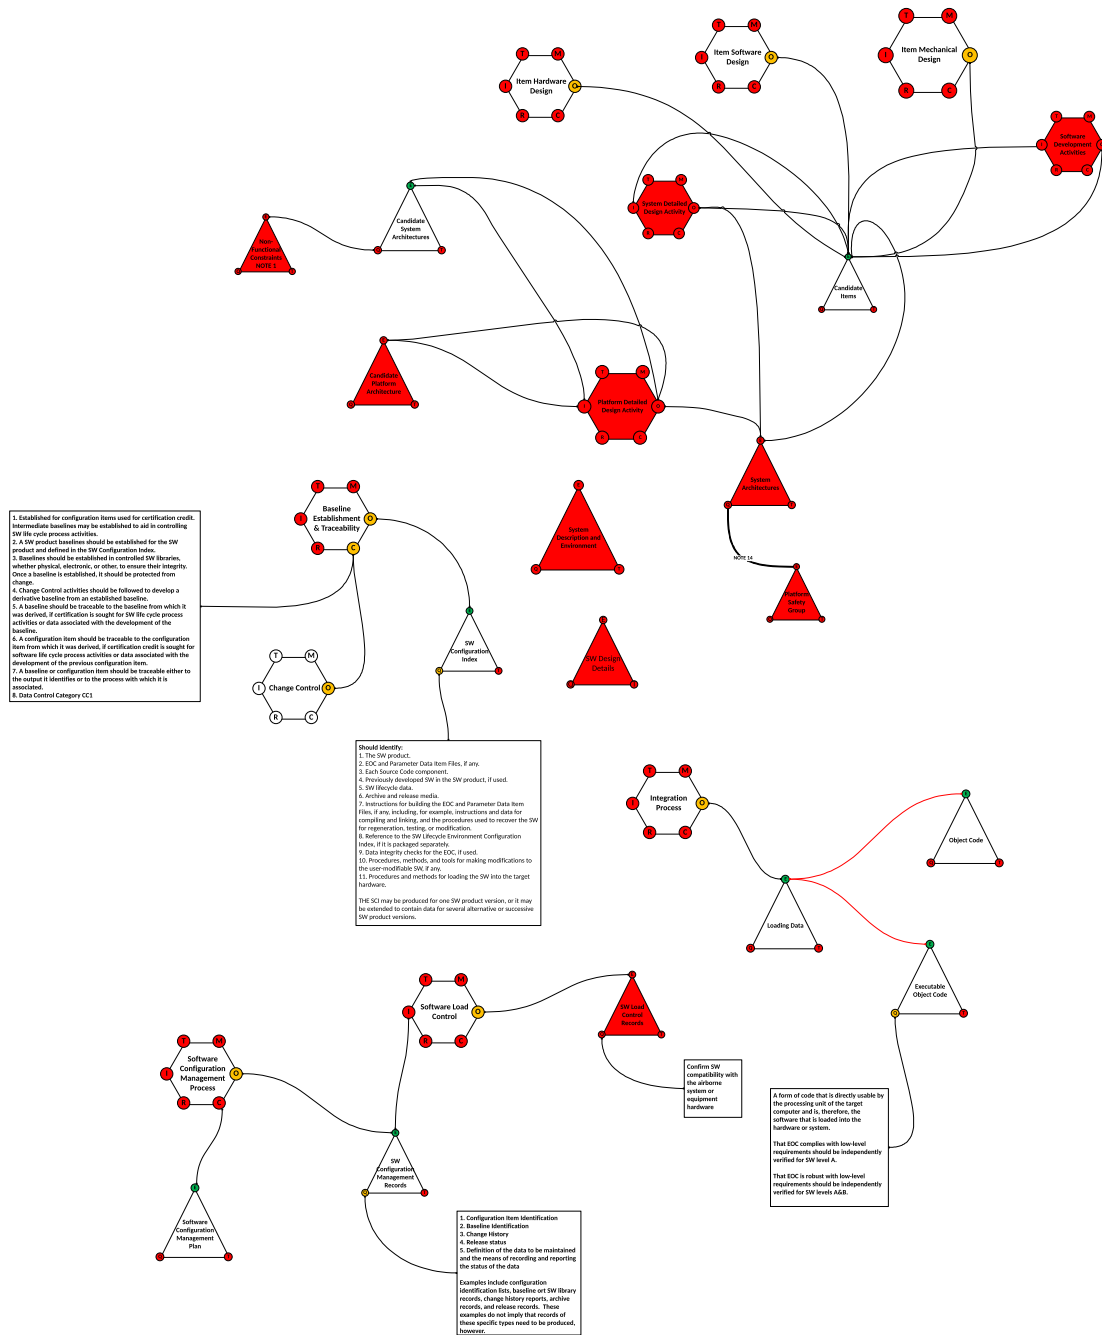 T M
I Item Hardware O
Design
R C
T M
I Item Software O
Design
R C
T M
I Item Mechanical O
Design
R C
Software
Development
Activities
System Detailed
Design Activity
Candidate
System
Architectures
Non-
Functional
Constraints
NOTE 1
Candidate
Items
Candidate
Platform
Architecture
Platform Detailed
Design Activity
System
Architectures
NOTE 14
Platform
Safety
Group
System
Description and
Environment
SW Design
Details
T M
Baseline
I Establishment O
& Traceability
R C
1. Established for configuration items used for certification credit.
Intermediate baselines may be established to aid in controlling
SW life cycle process activities.
2. A SW product baselines should be established for the SW
product and defined in the SW Configuration Index.
3. Baselines should be established in controlled SW libraries,
whether physical, electronic, or other, to ensure their integrity.
Once a baseline is established, it should be protected from
change.
4. Change Control activities should be followed to develop a
derivative baseline from an established baseline.
5. A baseline should be traceable to the baseline from which it
was derived, if certification is sought for SW life cycle process
activities or data associated with the development of the
baseline.
6. A configuration item should be traceable to the configuration
item from which it was derived, if certification credit is sought for
software life cycle process activities or data associated with the
development of the previous configuration item.
7. A baseline or configuration item should be traceable either to
the output it identifies or to the process with which it is
associated.
8. Data Control Category CC1
T M
I Change Control O
R C
SW
Configuration
Index
Should identify:
1. The SW product.
2. EOC and Parameter Data Item Files, if any.
3. Each Source Code component.
4. Previously developed SW in the SW product, if used.
5. SW lifecycle data.
6. Archive and release media.
7. Instructions for building the EOC and Parameter Data Item
Files, if any, including, for example, instructions and data for
compiling and linking, and the procedures used to recover the SW
for regeneration, testing, or modification.
8. Reference to the SW Lifecycle Environment Configuration
Index, if it is packaged separately.
9. Data integrity checks for the EOC, if used.
10. Procedures, methods, and tools for making modifications to
the user-modifiable SW, if any.
11. Procedures and methods for loading the SW into the target
hardware.
THE SCI may be produced for one SW product version, or it may
be extended to contain data for several alternative or successive
SW product versions.
T M
I Integration O
Process
R C
Object Code
Loading Data
Executable
Object Code
T M
I Software Load O
Control
R C
SW Load
Control
Records
Confirm SW
compatibility with
the airborne
system or
equipment
hardware
T M
Software
Configuration
I Management O
Process
R C
A form of code that is directly usable by
the processing unit of the target
computer and is, therefore, the
software that is loaded into the
hardware or system.
That EOC complies with low-level
requirements should be independently
verified for SW level A.
That EOC is robust with low-level
requirements should be independently
verified for SW levels A&B.
SW
Configuration
Management
Records
Software
Configuration
Management
Plan
1. Configuration Item Identification
2. Baseline Identification
3. Change History
4. Release status
5. Definition of the data to be maintained
and the means of recording and reporting
the status of the data
Examples include configuration
identification lists, baseline ort SW library
records, change history reports, archive
records, and release records.  These
examples do not imply that records of
these specific types need to be produced,
however.